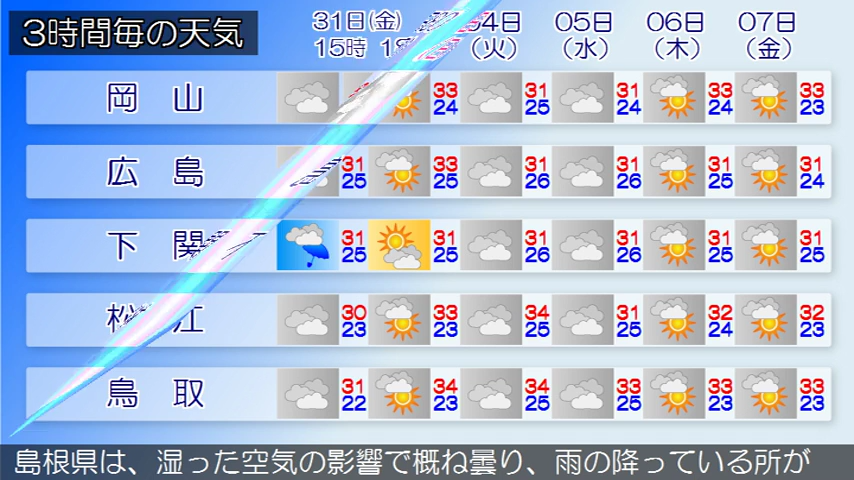 3時間毎の天気
31日(金) 04日 05日 06日 07日
15時 18 (火) (水) (木) (金)
岡 山 33 24 31 25 31 24 33 24 33 23
広 島 31 25 33 25 31 26 31 26 31 25 31 24
下 関 31 25 31 25 31 26 31 26 31 25 31 25
松 江 30 23 33 23 34 25 31 25 32 24 32 23
鳥 取 31 22 34 23 34 25 33 25 33 23 33 23
島根県は、湿った空気の影響で概ね曇り、雨の降っている所が